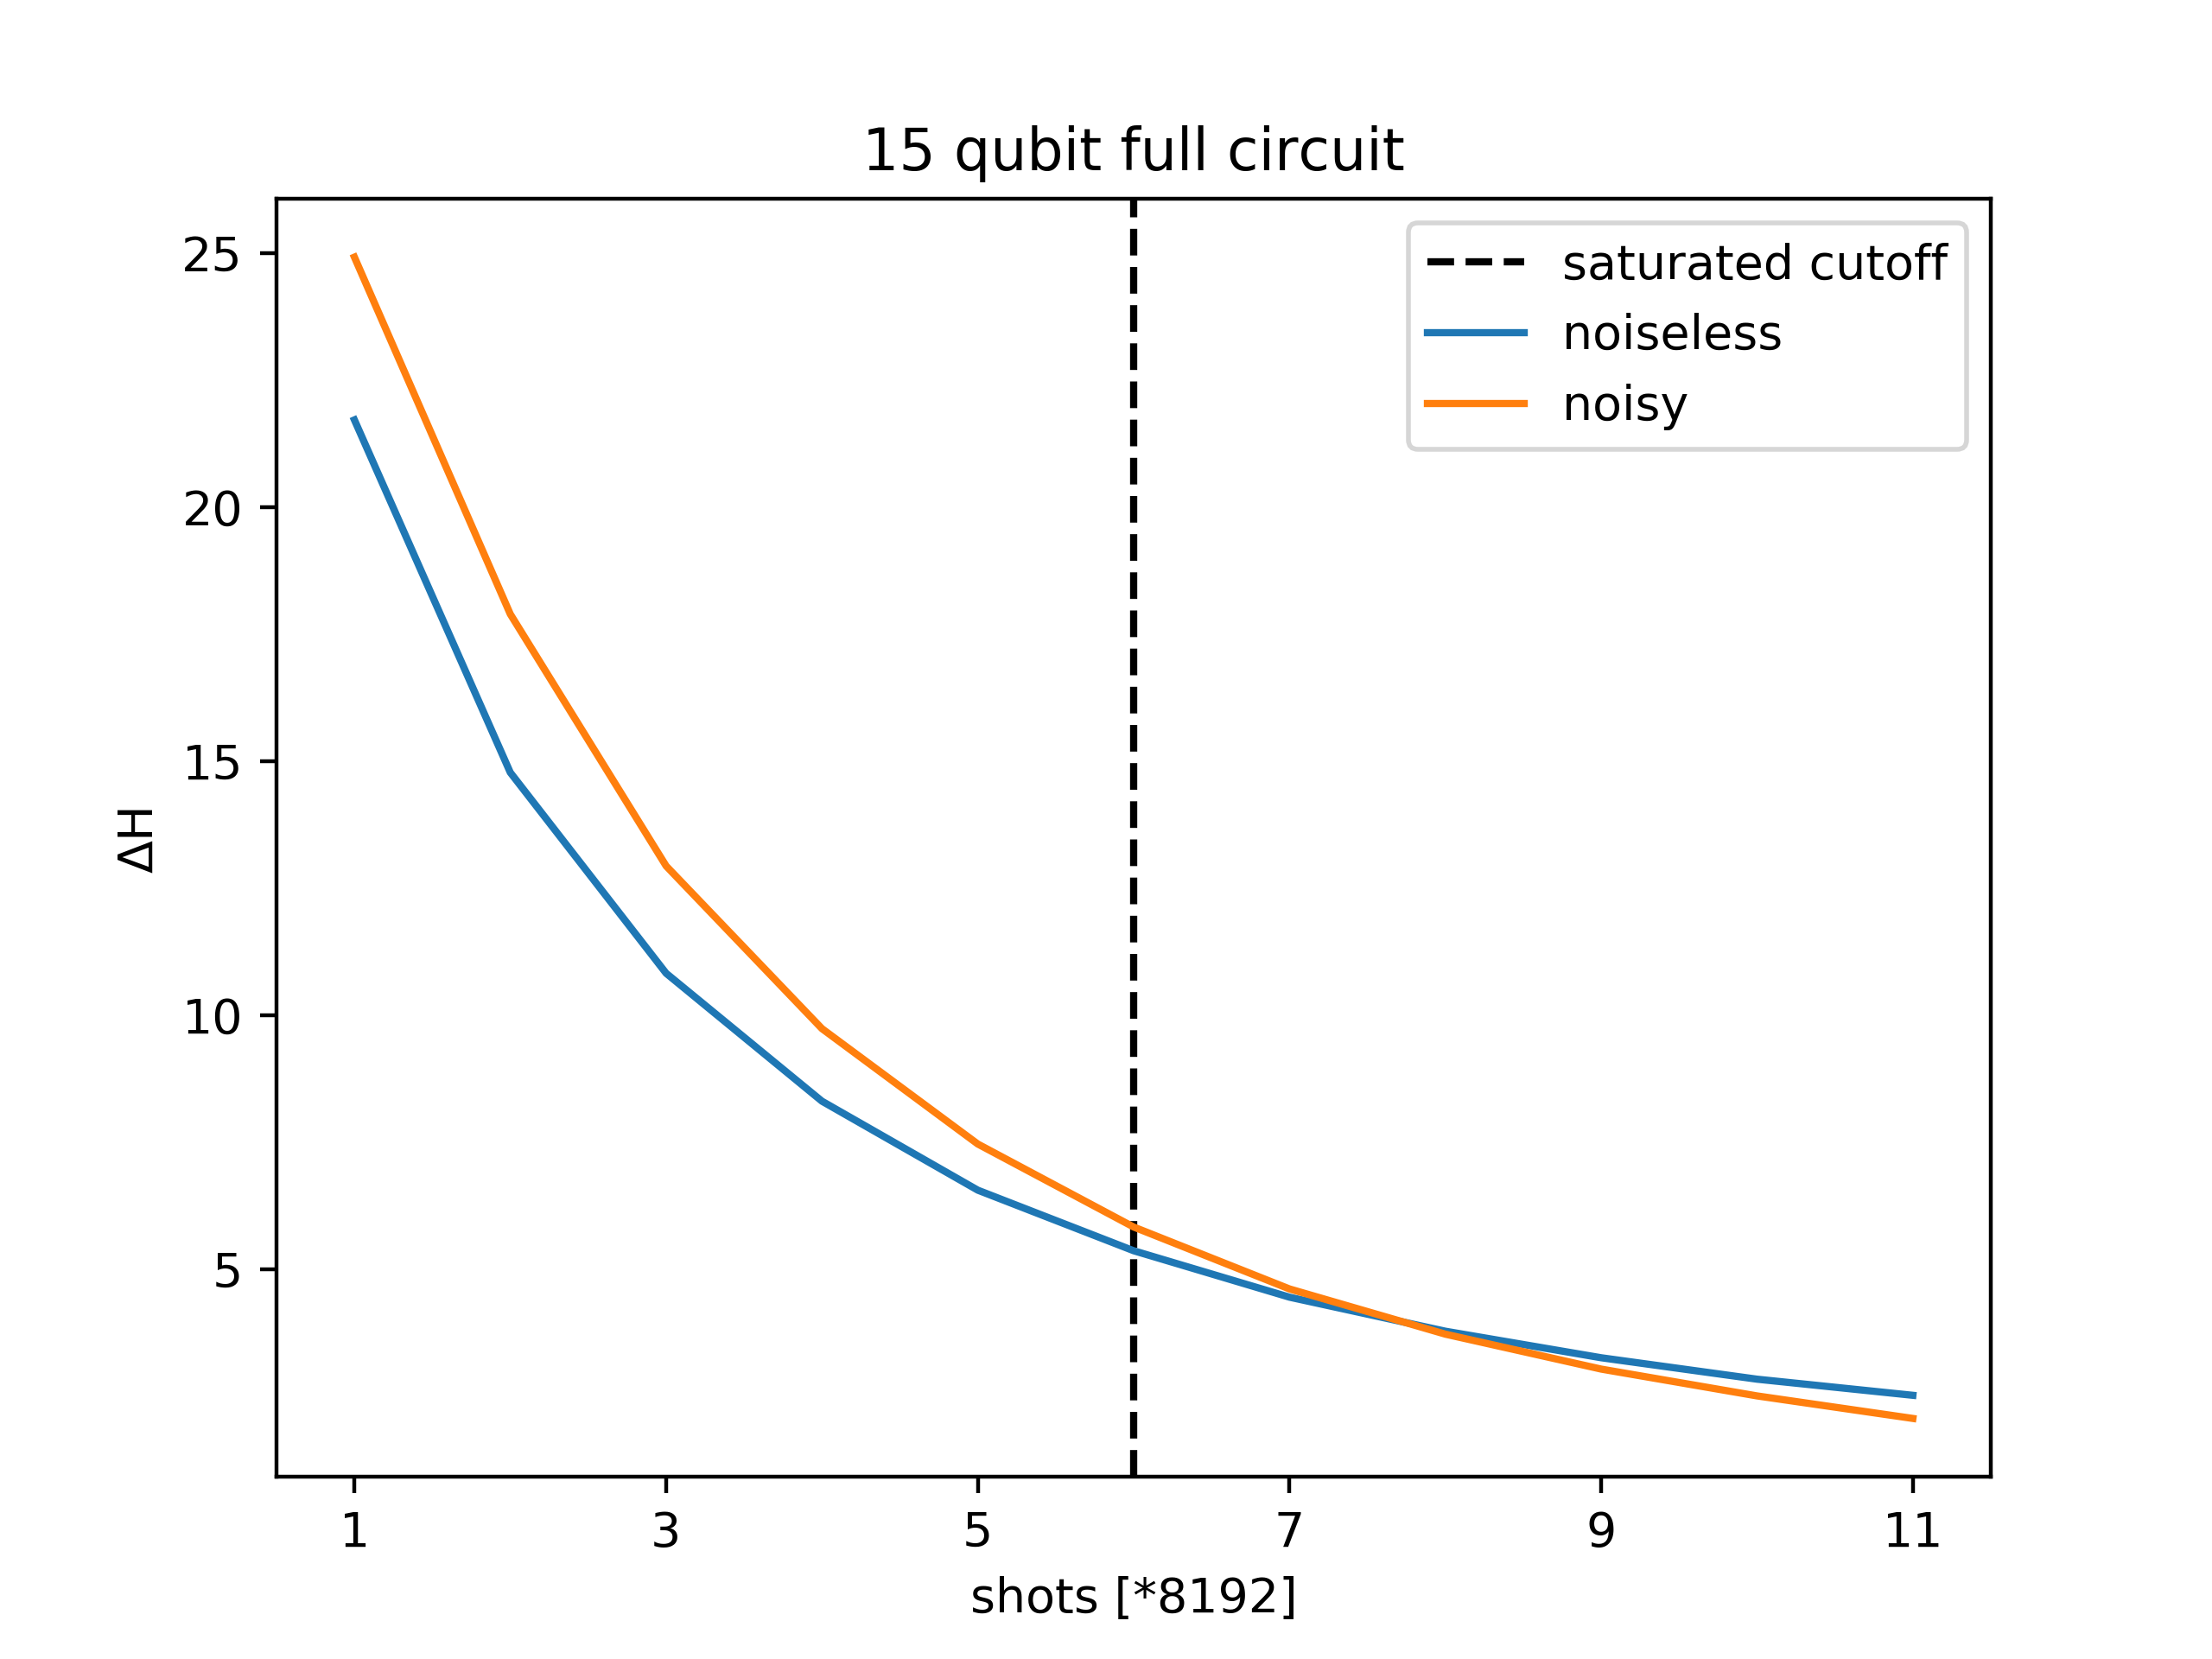 15 qubit full circuit
saturated cutoff
noiseless
noisy
25
20
15
10
5
ΔH
1 3 5 7 9 11
shots [*8192]